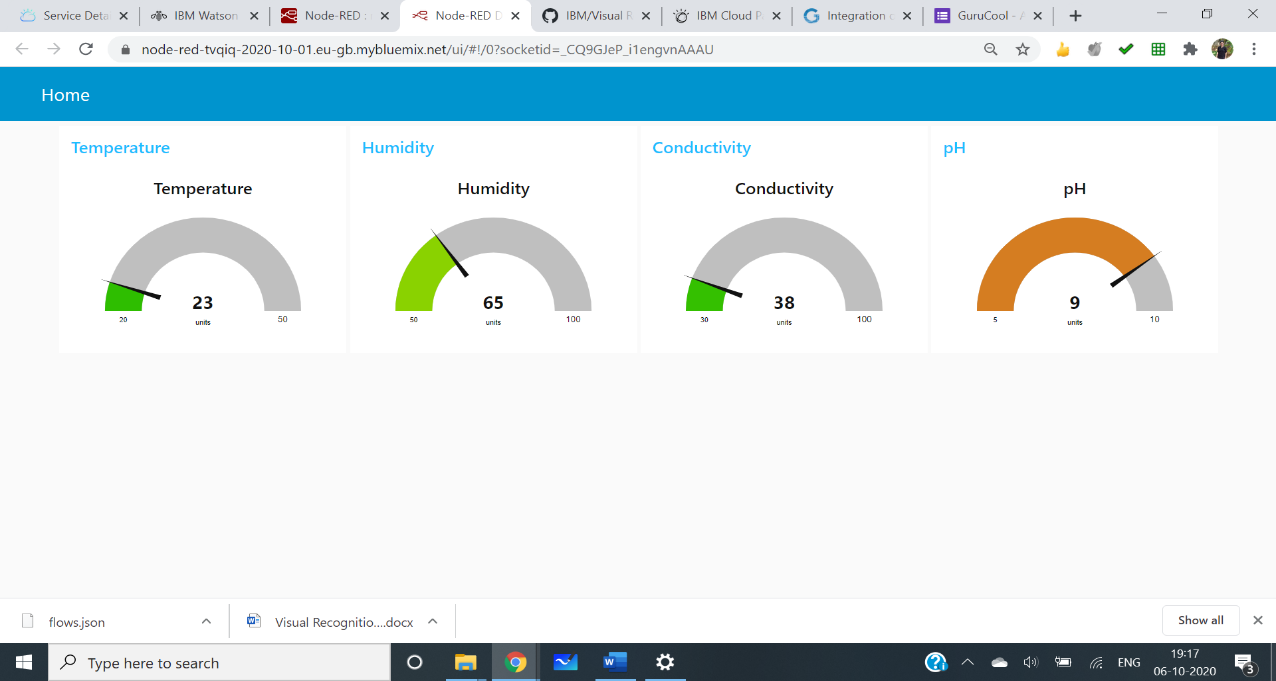 Service Deta
IBM Watson
Node-RED :
Node-RED D
IBM/Visual R
IBM Cloud P
Integration
GuruCool - A
node-red-tvqiq-2020-10-01.eu-gb.mybluemix.net/ui/#!/0?socketid=_CQ9GJeP_i1engvnAAAU
Home
Temperature
Humidity
Conductivity
pH
Temperature
Humidity
Conductivity
pH
23
units
20
50
65
units
50
100
38
units
30
100
9
units
5
10
flows.json
Visual Recognitio....docx
Show all
Type here to search
ENG
19:17
06-10-2020
3